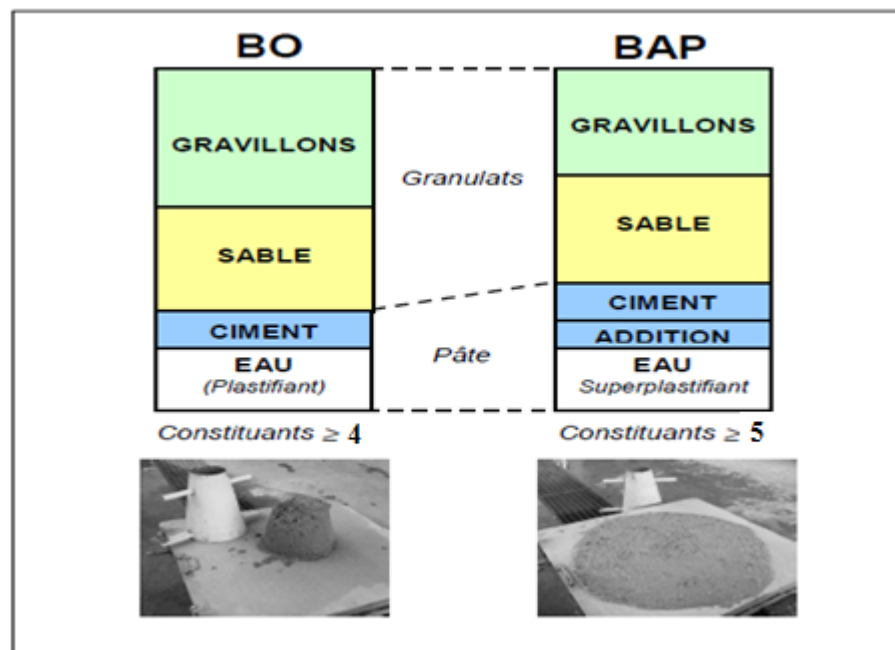 BO
BAP
GRAVILLONS
GRAVILLONS
Granulats
SABLE
SABLE
CIMENT
CIMENT
ADDITION
Pâte
EAU
(Plastifiant)
EAU
Superplastifiant
Constituants ≥ 4
Constituants ≥ 5